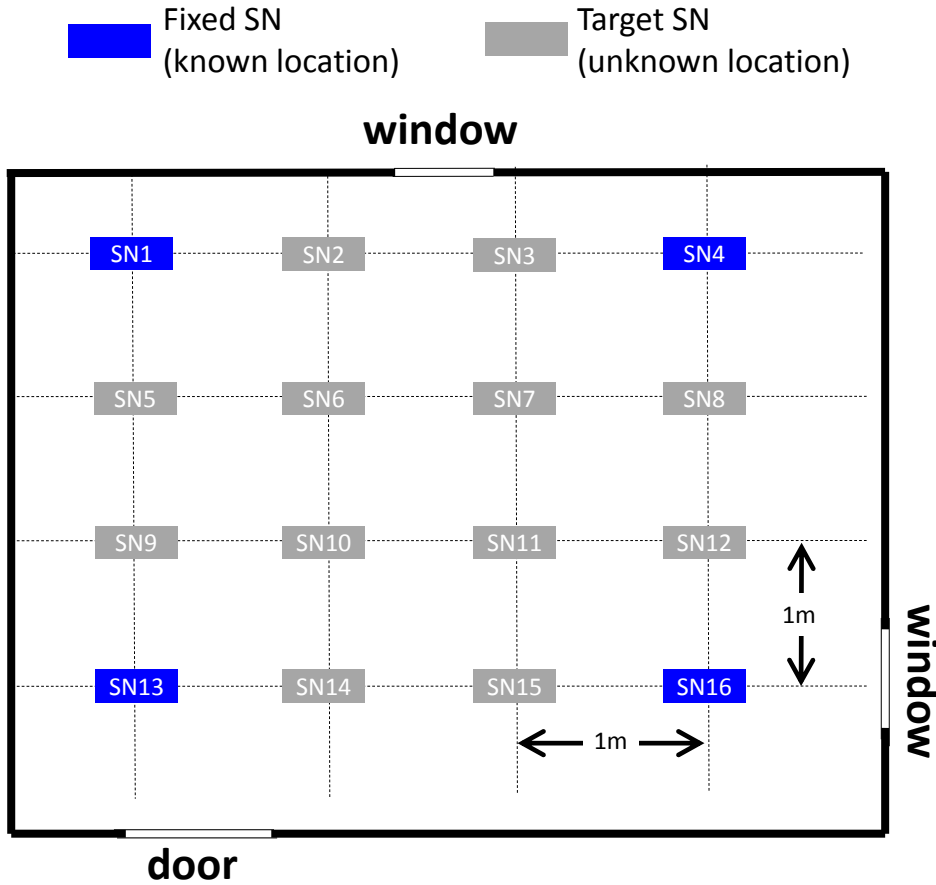 Fixed SN
(known location)
Target SN
(unknown location)
window
SN1 SN2 SN3 SN4
SN5 SN6 SN7 SN8
SN9 SN10 SN11 SN12
1m
window
SN13 SN14 SN15 SN16
1m
door